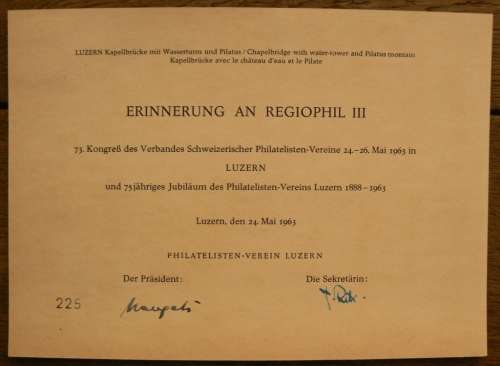 LUZERN Kapellbrücke mit Wasserturm und Pilatus / Chapelbridge with water-tower and Pilatus montain
Kapellbrücke avec le château d'eau et le Pilate
ERINNERUNG AN REGIOPHIL III
73. Kongreß des Verbandes Schweizerischer Philatelisten-Vereine 24.–26. Mai 1963 in
LUZERN
und 75jähriges Jubiläum des Philatelisten-Vereins Luzern 1888–1963
Luzern, den 24. Mai 1963
PHILATELISTEN-VEREIN LUZERN
Der Präsident: Die Sekretärin:
225